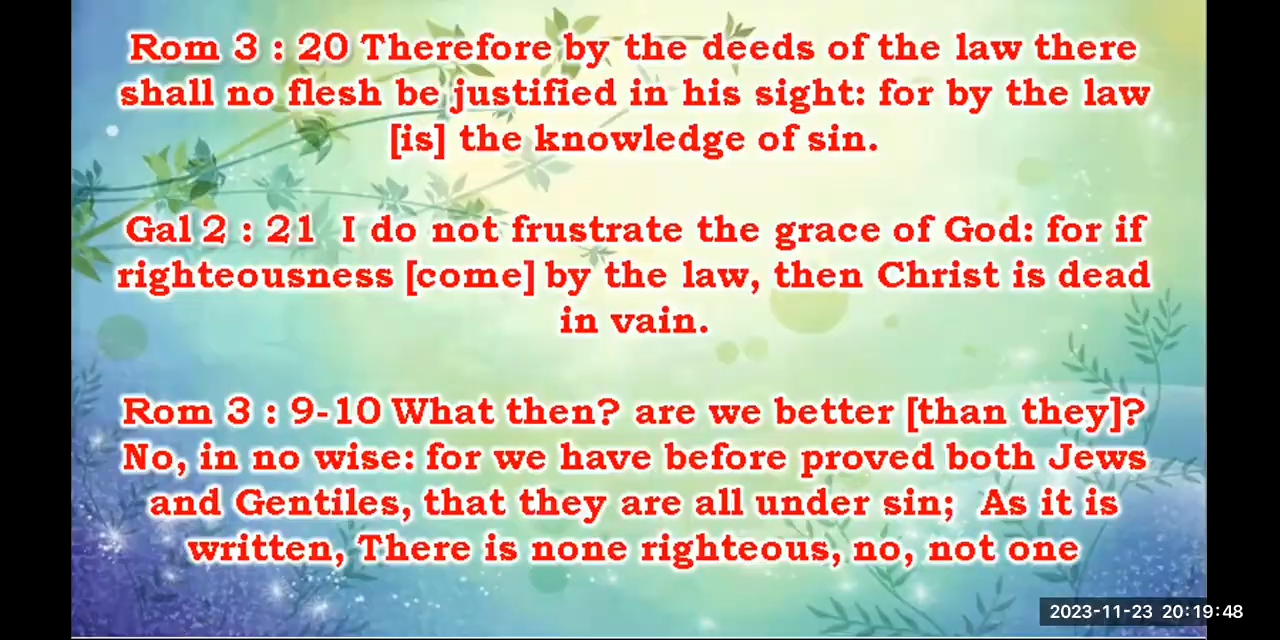 Rom 3 : 20 Therefore by the deeds of the law there
shall no flesh be justified in his sight: for by the law
[is] the knowledge of sin.
Gal 2 : 21 I do not frustrate the grace of God: for if
righteousness [come] by the law, then Christ is dead
in vain.
Rom 3 : 9-10 What then? are we better [than they]?
No, in no wise: for we have before proved both Jews
and Gentiles, that they are all under sin; As it is
written, There is none righteous, no, not one
2023-11-23 20:19:48